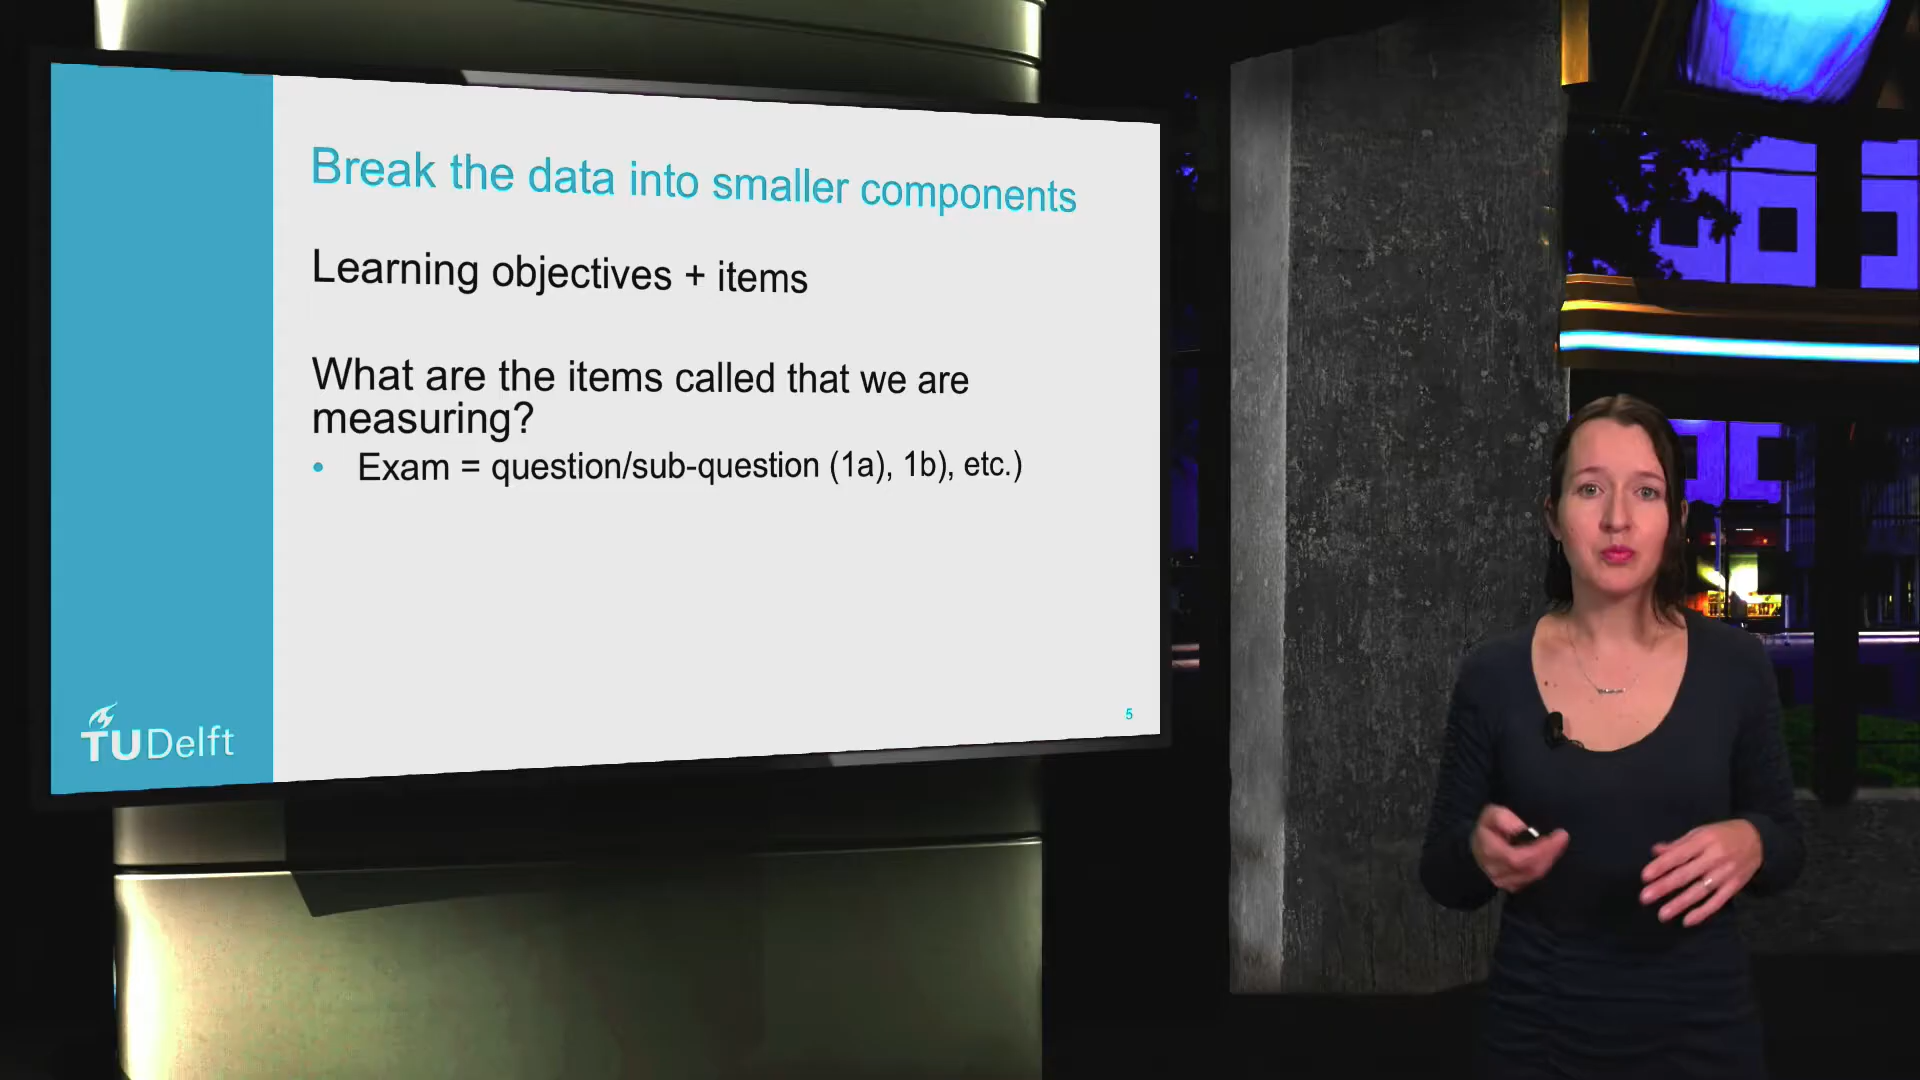 Break the data into smaller components
Learning objectives + items
What are the items called that we are
measuring?
• Exam = question/sub-question (1a), 1b), etc.)
5
TUDelft